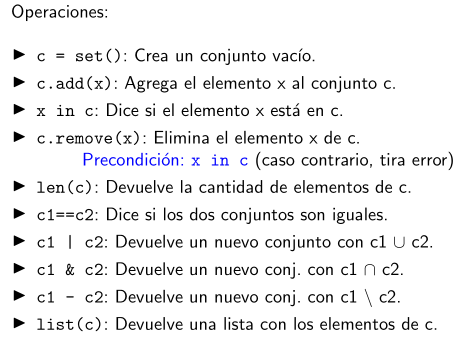 Operaciones:
▶ c = set(): Crea un conjunto vacío.
▶ c.add(x): Agrega el elemento x al conjunto c.
▶ x in c: Dice si el elemento x está en c.
▶ c.remove(x): Elimina el elemento x de c.
Precondición: x in c (caso contrario, tira error)
▶ len(c): Devuelve la cantidad de elementos de c.
▶ c1==c2: Dice si los dos conjuntos son iguales.
▶ c1 | c2: Devuelve un nuevo conjunto con c1 ∪ c2.
▶ c1 & c2: Devuelve un nuevo conj. con c1 ∩ c2.
▶ c1 - c2: Devuelve un nuevo conj. con c1 \ c2.
▶ list(c): Devuelve una lista con los elementos de c.